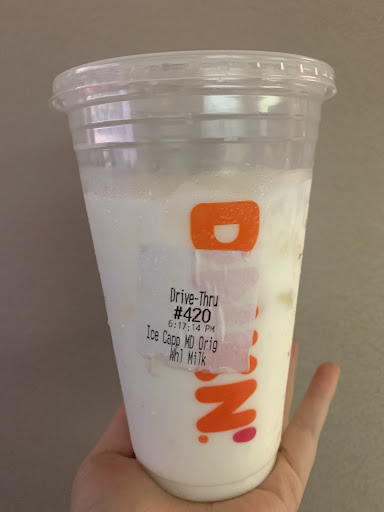 Drive-Thru
#420
6:17:14 PM
Ice Capp MD Orig
Whl Milk